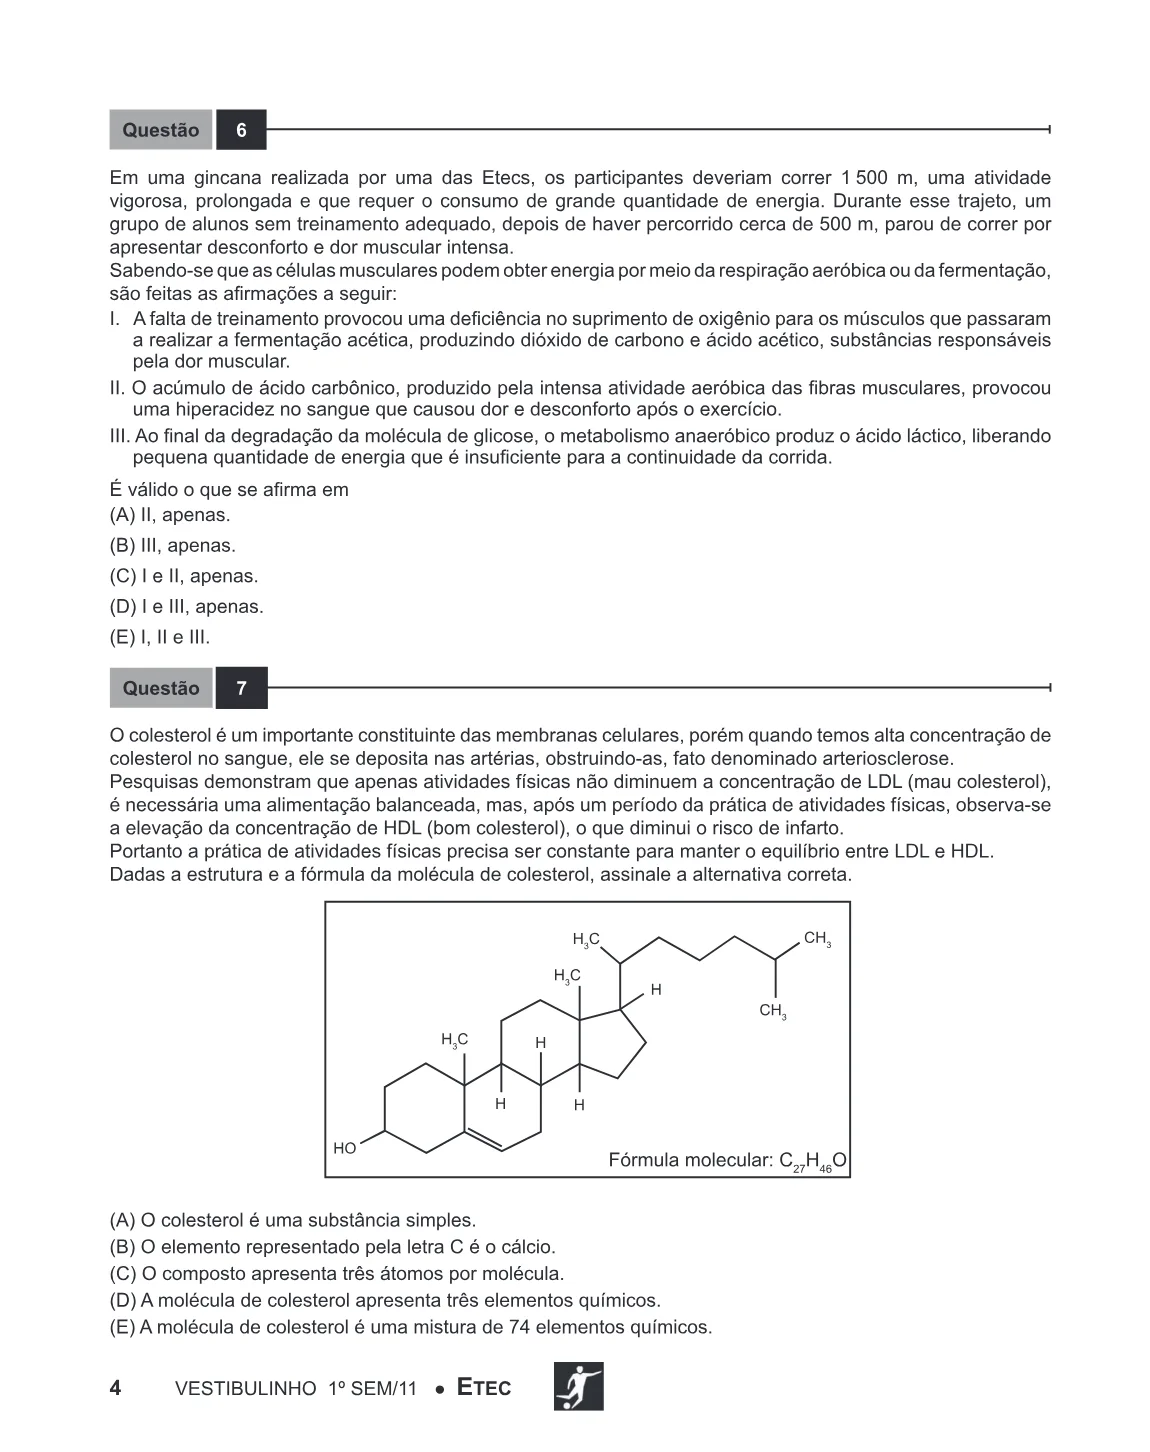 Questão 6
Em uma gincana realizada por uma das Etecs, os participantes deveriam correr 1 500 m, uma atividade
vigorosa, prolongada e que requer o consumo de grande quantidade de energia. Durante esse trajeto, um
grupo de alunos sem treinamento adequado, depois de haver percorrido cerca de 500 m, parou de correr por
apresentar desconforto e dor muscular intensa.
Sabendo-se que as células musculares podem obter energia por meio da respiração aeróbica ou da fermentação,
são feitas as afirmações a seguir:
I. A falta de treinamento provocou uma deficiência no suprimento de oxigênio para os músculos que passaram
a realizar a fermentação acética, produzindo dióxido de carbono e ácido acético, substâncias responsáveis
pela dor muscular.
II. O acúmulo de ácido carbônico, produzido pela intensa atividade aeróbica das fibras musculares, provocou
uma hiperacidez no sangue que causou dor e desconforto após o exercício.
III. Ao final da degradação da molécula de glicose, o metabolismo anaeróbico produz o ácido láctico, liberando
pequena quantidade de energia que é insuficiente para a continuidade da corrida.
É válido o que se afirma em
(A) II, apenas.
(B) III, apenas.
(C) I e II, apenas.
(D) I e III, apenas.
(E) I, II e III.
Questão 7
O colesterol é um importante constituinte das membranas celulares, porém quando temos alta concentração de
colesterol no sangue, ele se deposita nas artérias, obstruindo-as, fato denominado arteriosclerose.
Pesquisas demonstram que apenas atividades físicas não diminuem a concentração de LDL (mau colesterol),
é necessária uma alimentação balanceada, mas, após um período da prática de atividades físicas, observa-se
a elevação da concentração de HDL (bom colesterol), o que diminui o risco de infarto.
Portanto a prática de atividades físicas precisa ser constante para manter o equilíbrio entre LDL e HDL.
Dadas a estrutura e a fórmula da molécula de colesterol, assinale a alternativa correta.
H3C CH3
H3C
H
CH3
H3C
H
H H
HO
Fórmula molecular: C27H46O
(A) O colesterol é uma substância simples.
(B) O elemento representado pela letra C é o cálcio.
(C) O composto apresenta três átomos por molécula.
(D) A molécula de colesterol apresenta três elementos químicos.
(E) A molécula de colesterol é uma mistura de 74 elementos químicos.
4 VESTIBULINHO 1º SEM/11 • ETEC